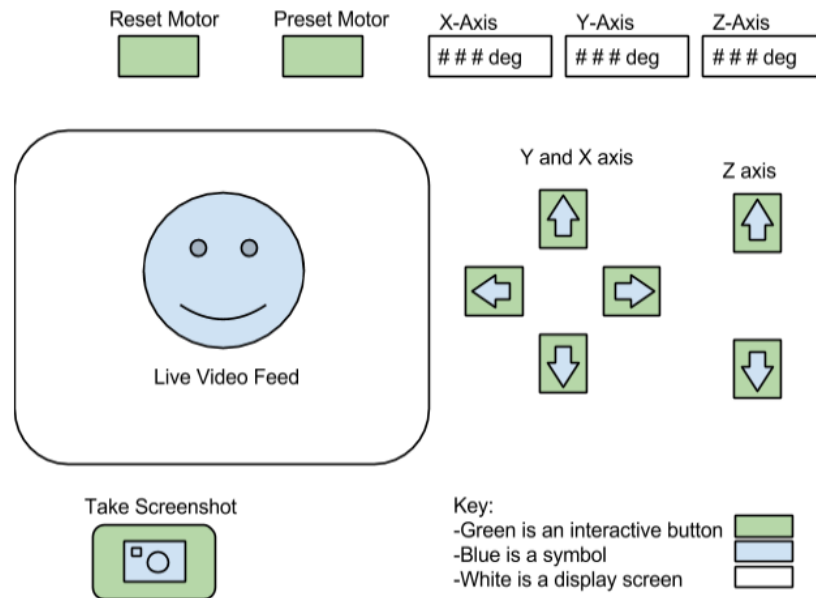 Reset Motor
Preset Motor
X-Axis
Y-Axis
Z-Axis
# # # deg
# # # deg
# # # deg
Y and X axis
Z axis
Live Video Feed
Take Screenshot
Key:
-Green is an interactive button
-Blue is a symbol
-White is a display screen